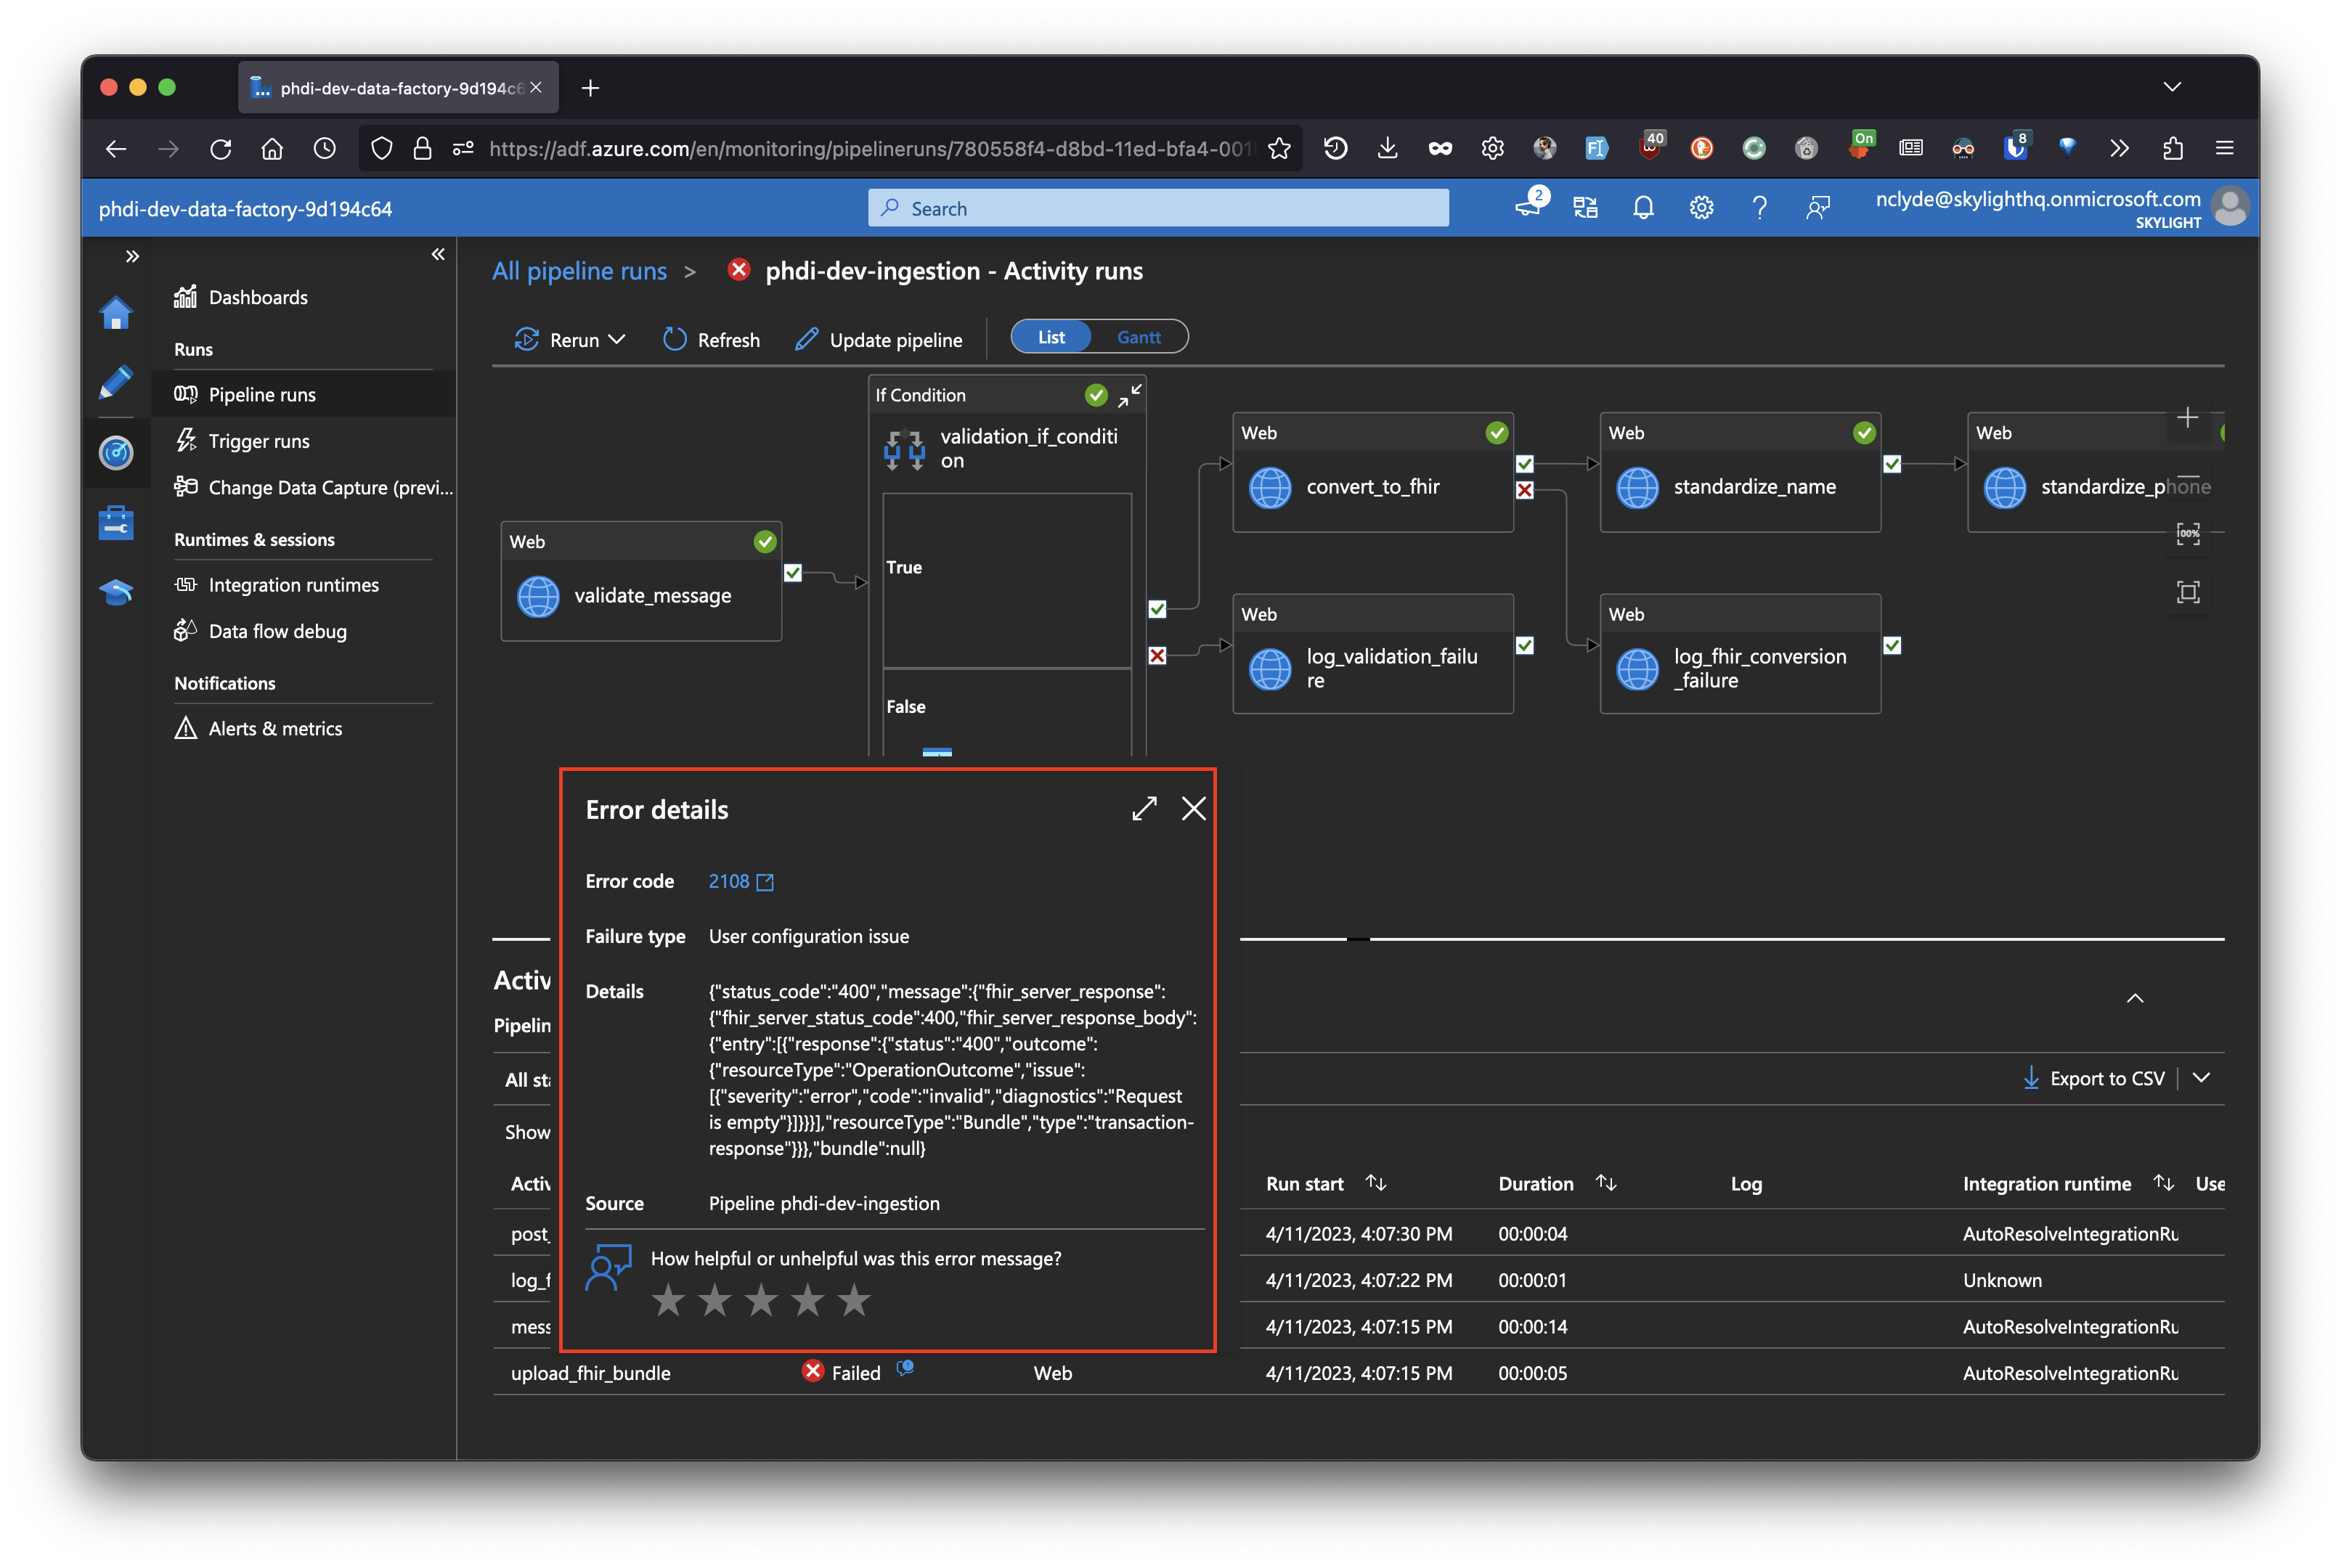 phdi-dev-data-factory-9d194c6
https://adf.azure.com/en/monitoring/pipelineruns/780558f4-d8bd-11ed-bfa4-001
40
On
8
phdi-dev-data-factory-9d194c64
Search
2
nclyde@skylighthq.onmicrosoft.com
SKYLIGHT
Dashboards
Runs
Pipeline runs
Trigger runs
Change Data Capture (previ...
Runtimes & sessions
Integration runtimes
Data flow debug
Notifications
Alerts & metrics
All pipeline runs > phdi-dev-ingestion - Activity runs
Rerun
Refresh
Update pipeline
List
Gantt
Web
validate_message
If Condition
validation_if_conditi
on
True
False
Web
convert_to_fhir
Web
standardize_name
Web
standardize_phone
Web
log_validation_failu
re
Web
log_fhir_conversion
_failure
100%
Error details
Error code 2108
Failure type User configuration issue
Details {"status_code":"400","message":{"fhir_server_response":
{"fhir_server_status_code":400,"fhir_server_response_body":
{"entry":[{"response":{"status":"400","outcome":
{"resourceType":"OperationOutcome","issue":
[{"severity":"error","code":"invalid","diagnostics":"Request
is empty"}]}}}],"resourceType":"Bundle","type":"transaction-
response"}}},"bundle":null}
Source Pipeline phdi-dev-ingestion
How helpful or unhelpful was this error message?
Activ
Pipelin
All sta
Export to CSV
Show
Activ Run start Duration Log Integration runtime Use
post_ 4/11/2023, 4:07:30 PM 00:00:04 AutoResolveIntegrationRu
log_f 4/11/2023, 4:07:22 PM 00:00:01 Unknown
mess 4/11/2023, 4:07:15 PM 00:00:14 AutoResolveIntegrationRu
upload_fhir_bundle Failed Web 4/11/2023, 4:07:15 PM 00:00:05 AutoResolveIntegrationRu